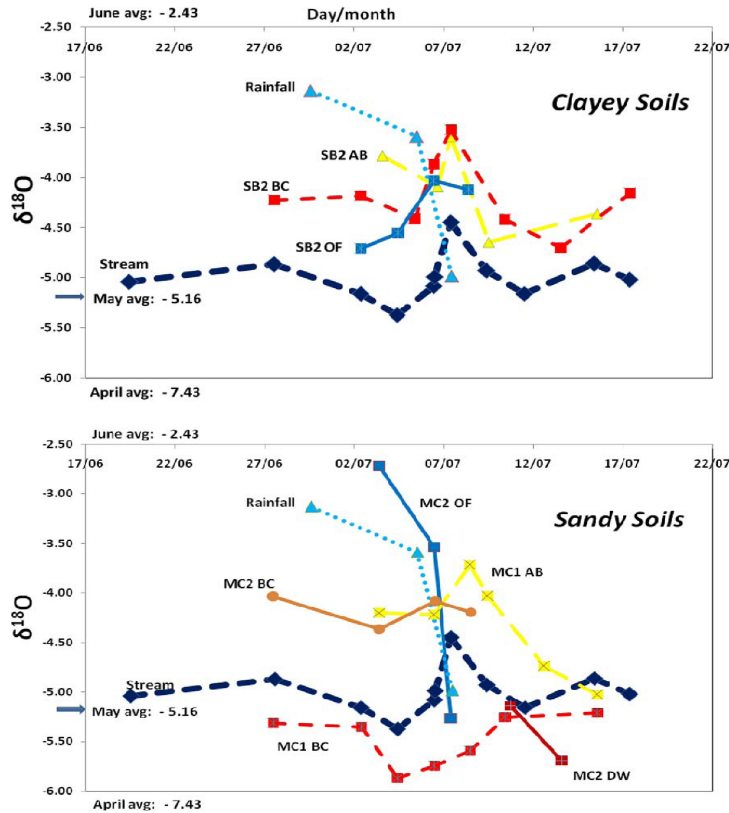 June avg: - 2.43
Day/month
-2.50
17/06 22/06 27/06 02/07 07/07 12/07 17/07 22/07
-3.00
Rainfall
Clayey Soils
-3.50
SB2 AB
-4.00
SB2 BC
δ18O
-4.50
SB2 OF
Stream
-5.00
May avg: - 5.16
-5.50
-6.00
April avg: - 7.43
June avg: - 2.43
-2.50
17/06 22/06 27/06 02/07 07/07 12/07 17/07 22/07
-3.00
Rainfall
MC2 OF
Sandy Soils
-3.50
MC2 BC
MC1 AB
-4.00
δ18O
-4.50
Stream
-5.00
May avg: - 5.16
-5.50
MC1 BC
MC2 DW
-6.00
April avg: - 7.43